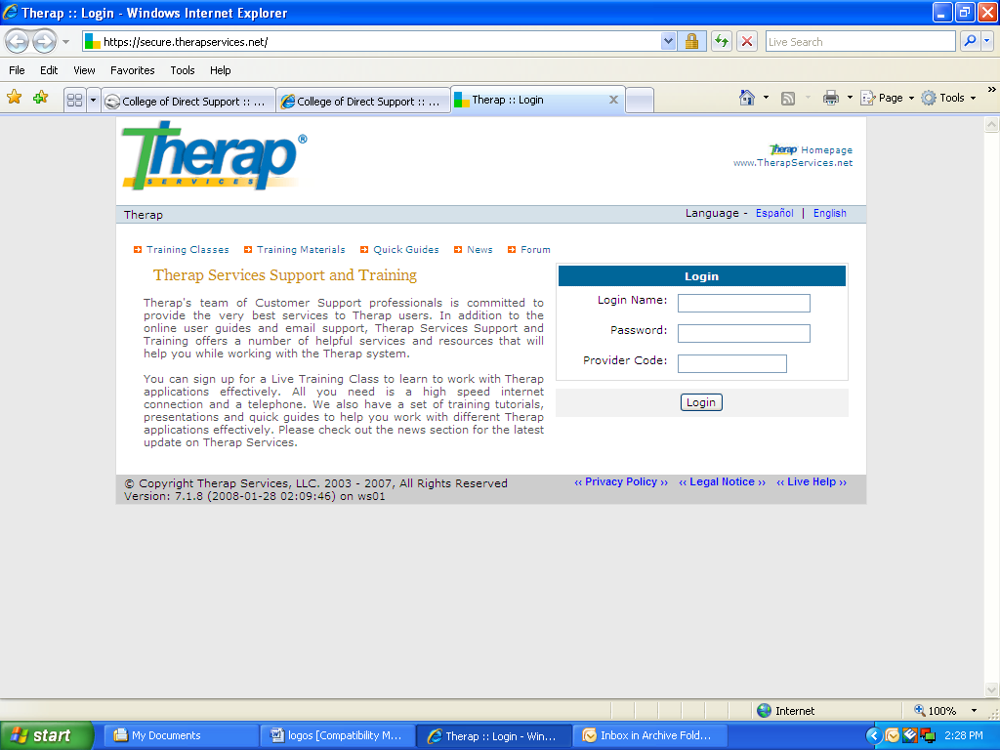 Therap :: Login - Windows Internet Explorer
https://secure.therapservices.net/
Live Search
File Edit View Favorites Tools Help
College of Direct Support :: ... College of Direct Support :: ... Therap :: Login Page Tools »
Therap®
SERVICES
Therap Homepage
www.TherapServices.net
Therap Language - Español | English
Training Classes Training Materials Quick Guides News Forum
Therap Services Support and Training
Therap's team of Customer Support professionals is committed to
provide the very best services to Therap users. In addition to the
online user guides and email support, Therap Services Support and
Training offers a number of helpful services and resources that will
help you while working with the Therap system.
You can sign up for a Live Training Class to learn to work with Therap
applications effectively. All you need is a high speed internet
connection and a telephone. We also have a set of training tutorials,
presentations and quick guides to help you work with different Therap
applications effectively. Please check out the news section for the latest
update on Therap Services.
Login
Login Name:
Password:
Provider Code:
Login
© Copyright Therap Services, LLC. 2003 - 2007, All Rights Reserved
Version: 7.1.8 (2008-01-28 02:09:46) on ws01
‹‹ Privacy Policy ›› ‹‹ Legal Notice ›› ‹‹ Live Help ››
Internet 100%
start My Documents logos [Compatibility M... Therap :: Login - Win... Inbox in Archive Fold... 2:28 PM